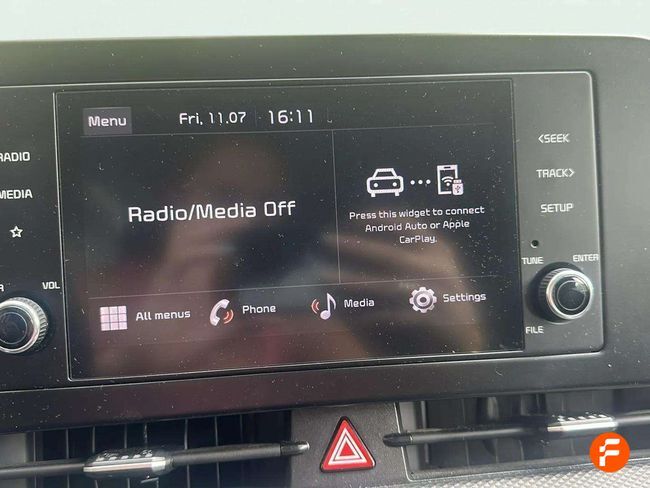 Menu
Fri, 11.07
16:11
RADIO
MEDIA
VOL
Radio/Media Off
Press this widget to connect
Android Auto or Apple
CarPlay.
All menus
Phone
Media
Settings
<SEEK
TRACK>
SETUP
TUNE
ENTER
FILE